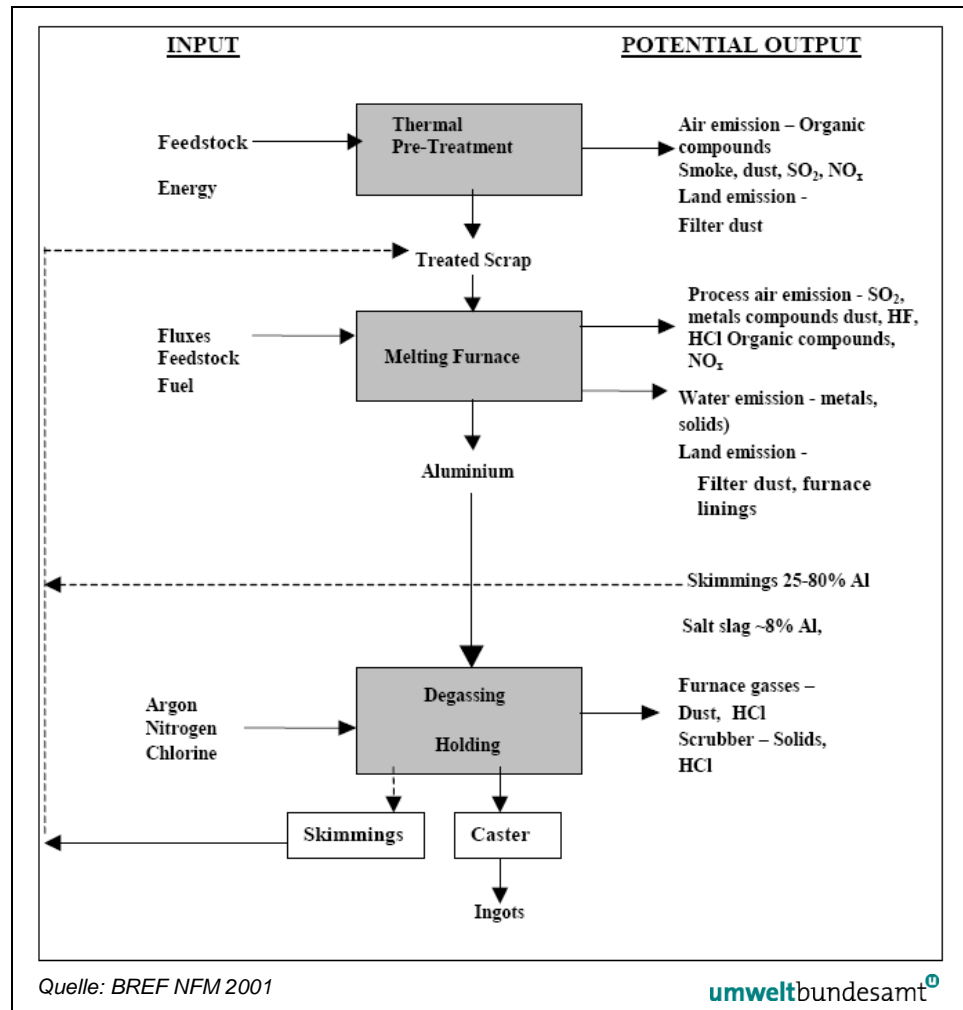 INPUT
POTENTIAL OUTPUT
Thermal
Pre-Treatment
Feedstock
Energy
Air emission – Organic
compounds
Smoke, dust, SO₂, NOₓ
Land emission -
Filter dust
Treated Scrap
Fluxes
Feedstock
Fuel
Melting Furnace
Process air emission - SO₂,
metals compounds dust, HF,
HCl Organic compounds,
NOₓ
Water emission - metals,
solids)
Land emission -
Filter dust, furnace
linings
Aluminium
Skimmings 25-80% Al
Salt slag ~8% Al,
Argon
Nitrogen
Chlorine
Degassing
Holding
Furnace gasses –
Dust, HCl
Scrubber – Solids,
HCl
Skimmings
Caster
Ingots
Quelle: BREF NFM 2001
umweltbundesamtᵁ